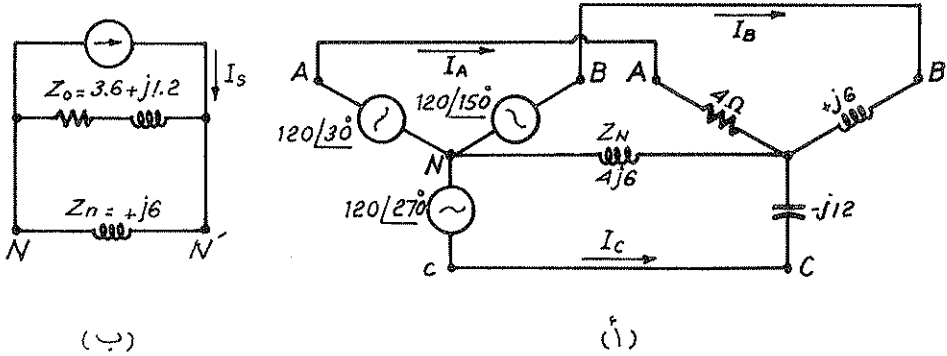 I_S
Z_o = 3.6+j1.2
Z_n = +j6
N N′
(ب)
I_A
I_B
A B A B
120/30°
120/150°
4Ω
+j6
N
Z_N
4j6
120/270°
-j12
I_C
c C
(أ)